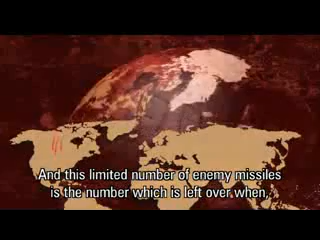 And this limited number of enemy missiles
is the number which is left over when,